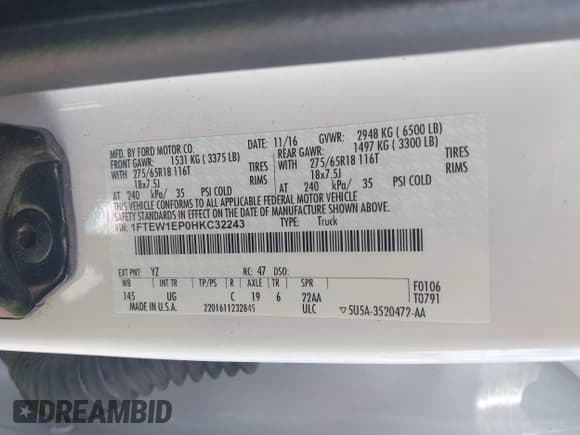 MFD. BY FORD MOTOR CO.
DATE: 11/16 GVWR: 2948 KG ( 6500 LB)
FRONT GAWR: 1531 KG ( 3375 LB) REAR GAWR: 1497 KG ( 3300 LB)
WITH 275/65R18 116T TIRES WITH 275/65R18 116T TIRES
18x7.5J RIMS 18x7.5J RIMS
AT 240 kPa/ 35 PSI COLD AT 240 kPa/ 35 PSI COLD
THIS VEHICLE CONFORMS TO ALL APPLICABLE FEDERAL MOTOR VEHICLE
SAFETY STANDARDS IN EFFECT ON THE DATE OF MANUFACTURE SHOWN ABOVE.
VIN: 1FTEW1EP0HKC32243 TYPE: Truck
EXT PNT: YZ RC: 47 DSO: F0106
WB TP/PS R AXLE TR SPR T0791
145 UG C 19 6 22AA
MADE IN U.S.A. 2201611232845 ULC 5U5A-3520472-AA
DREAMBID